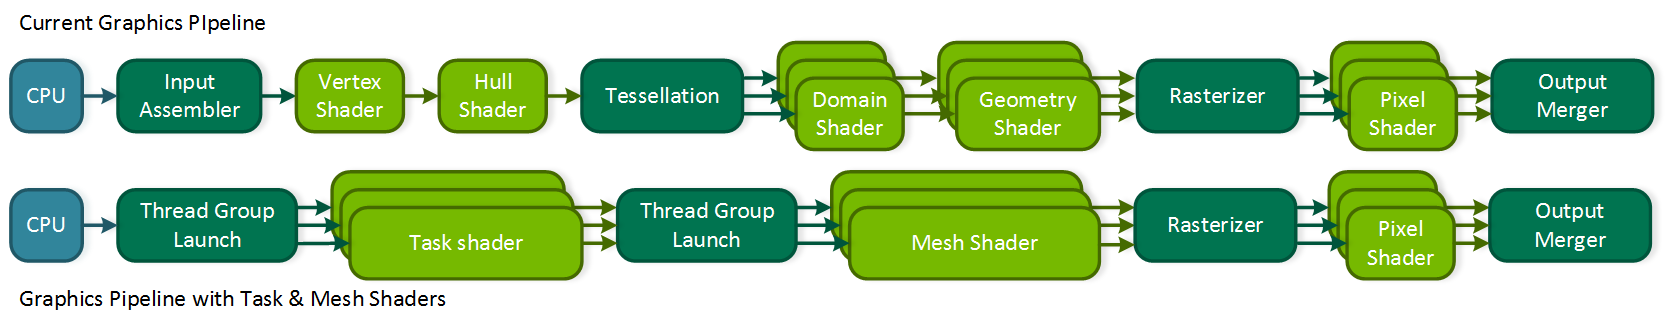 Current Graphics PIpeline
CPU
Input
Assembler
Vertex
Shader
Hull
Shader
Tessellation
Domain
Shader
Geometry
Shader
Rasterizer
Pixel
Shader
Output
Merger
CPU
Thread Group
Launch
Task shader
Thread Group
Launch
Mesh Shader
Rasterizer
Pixel
Shader
Output
Merger
Graphics Pipeline with Task & Mesh Shaders